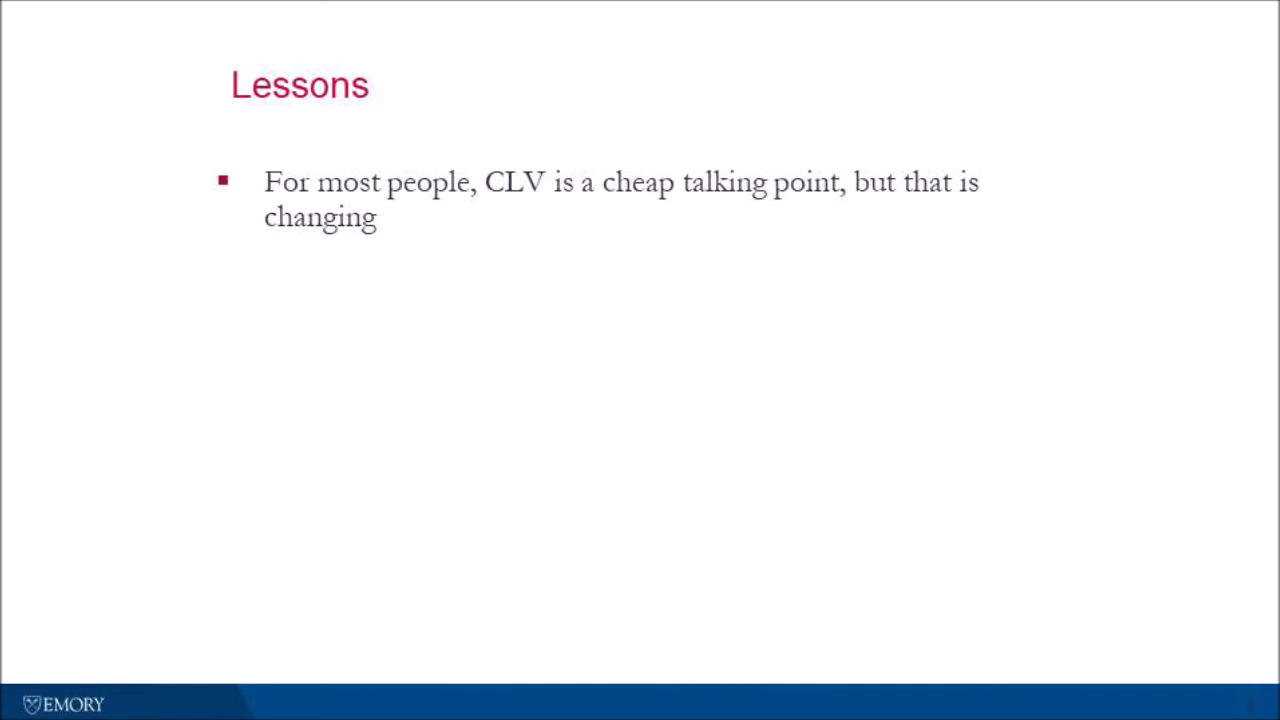 Lessons
For most people, CLV is a cheap talking point, but that is
changing
EMORY